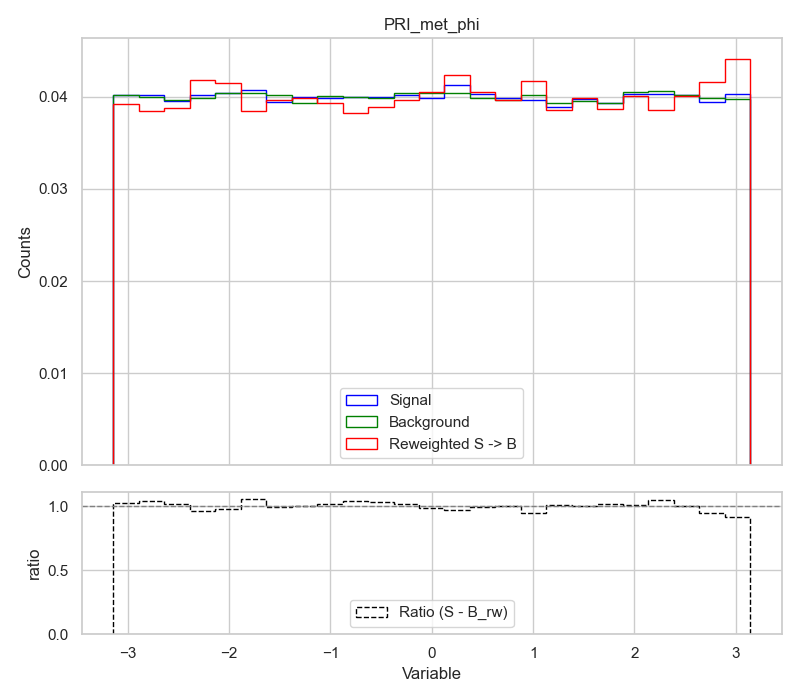 PRI_met_phi
Counts
0.04
0.03
0.02
0.01
0.00
Signal
Background
Reweighted S -> B
ratio
1.0
0.5
0.0
Ratio (S - B_rw)
−3 −2 −1 0 1 2 3
Variable